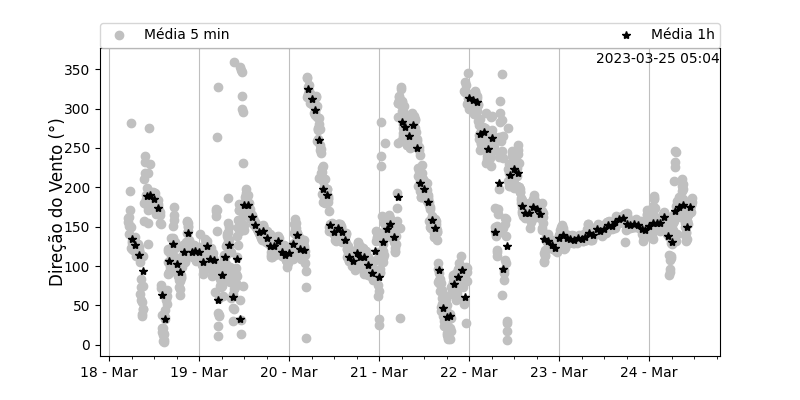 Média 5 min
Média 1h
2023-03-25 05:04
Direção do Vento (°)
350
300
250
200
150
100
50
0
18 - Mar
19 - Mar
20 - Mar
21 - Mar
22 - Mar
23 - Mar
24 - Mar